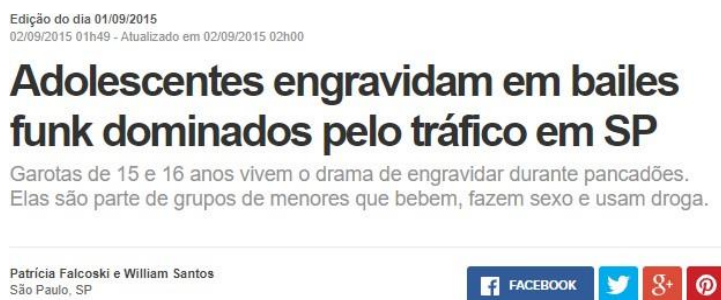 Edição do dia 01/09/2015
02/09/2015 01h49 - Atualizado em 02/09/2015 02h00
Adolescentes engravidam em bailes
funk dominados pelo tráfico em SP
Garotas de 15 e 16 anos vivem o drama de engravidar durante pancadões.
Elas são parte de grupos de menores que bebem, fazem sexo e usam droga.
Patrícia Falcoski e William Santos
São Paulo, SP
FACEBOOK